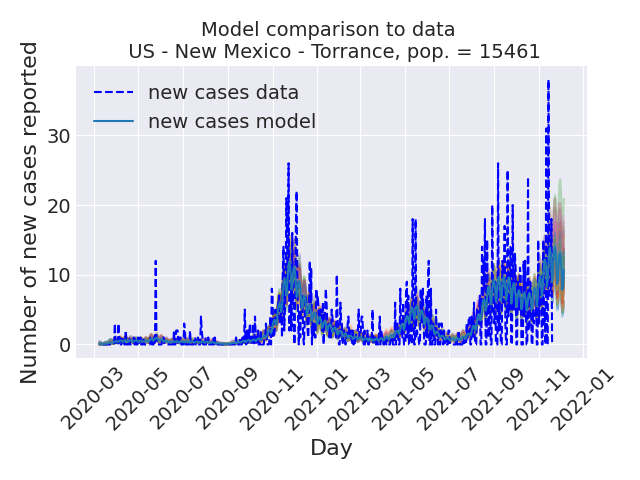 Model comparison to data
US - New Mexico - Torrance, pop. = 15461
Number of new cases reported
new cases data
new cases model
30
20
10
0
2020-03
2020-05
2020-07
2020-09
2020-11
2021-01
2021-03
2021-05
2021-07
2021-09
2021-11
2022-01
Day